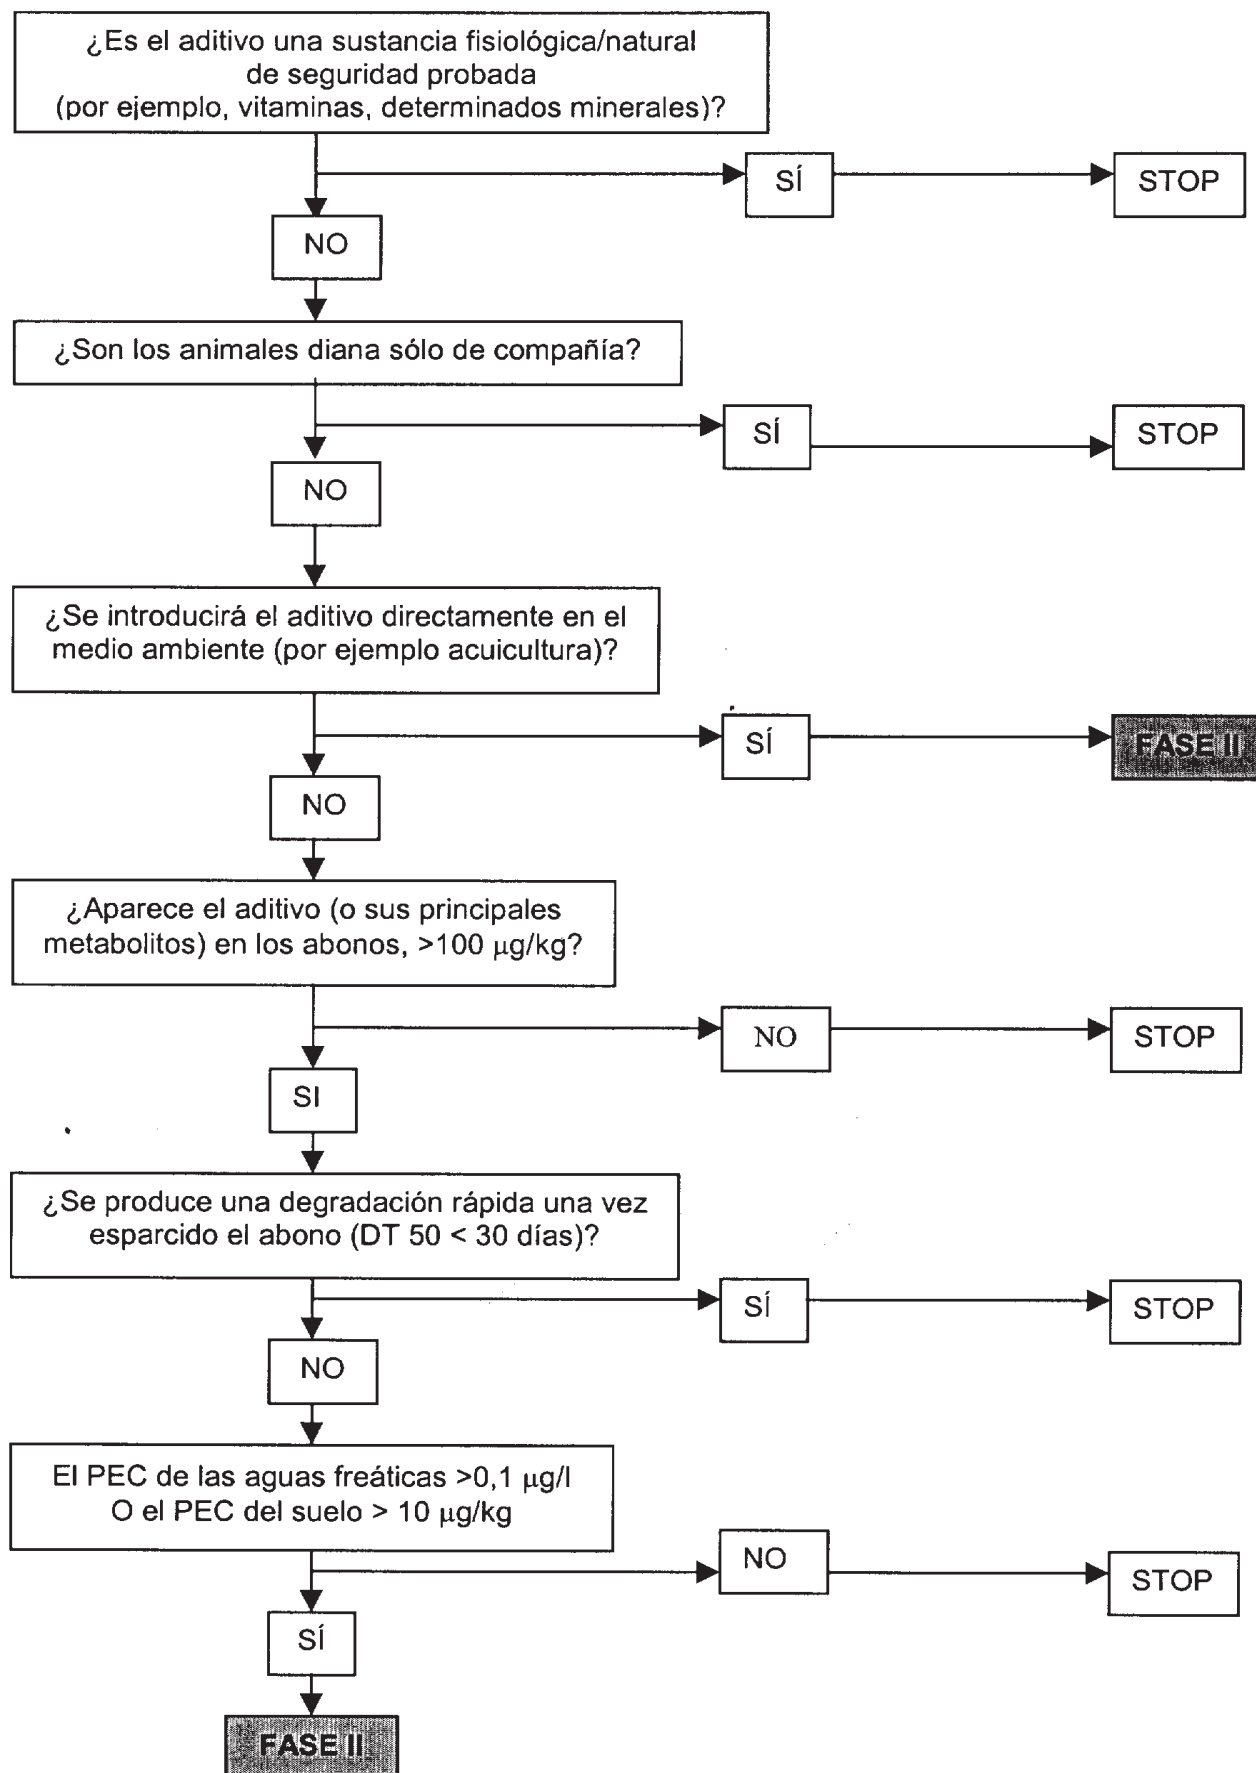 ¿Es el aditivo una sustancia fisiológica/natural
de seguridad probada
(por ejemplo, vitaminas, determinados minerales)?
SÍ
STOP
NO
¿Son los animales diana sólo de compañía?
SÍ
STOP
NO
¿Se introducirá el aditivo directamente en el
medio ambiente (por ejemplo acuicultura)?
SÍ
FASE II
NO
¿Aparece el aditivo (o sus principales
metabolitos) en los abonos, >100 µg/kg?
NO
STOP
SI
¿Se produce una degradación rápida una vez
esparcido el abono (DT 50 < 30 días)?
SÍ
STOP
NO
El PEC de las aguas freáticas >0,1 µg/l
O el PEC del suelo > 10 µg/kg
NO
STOP
SÍ
FASE II